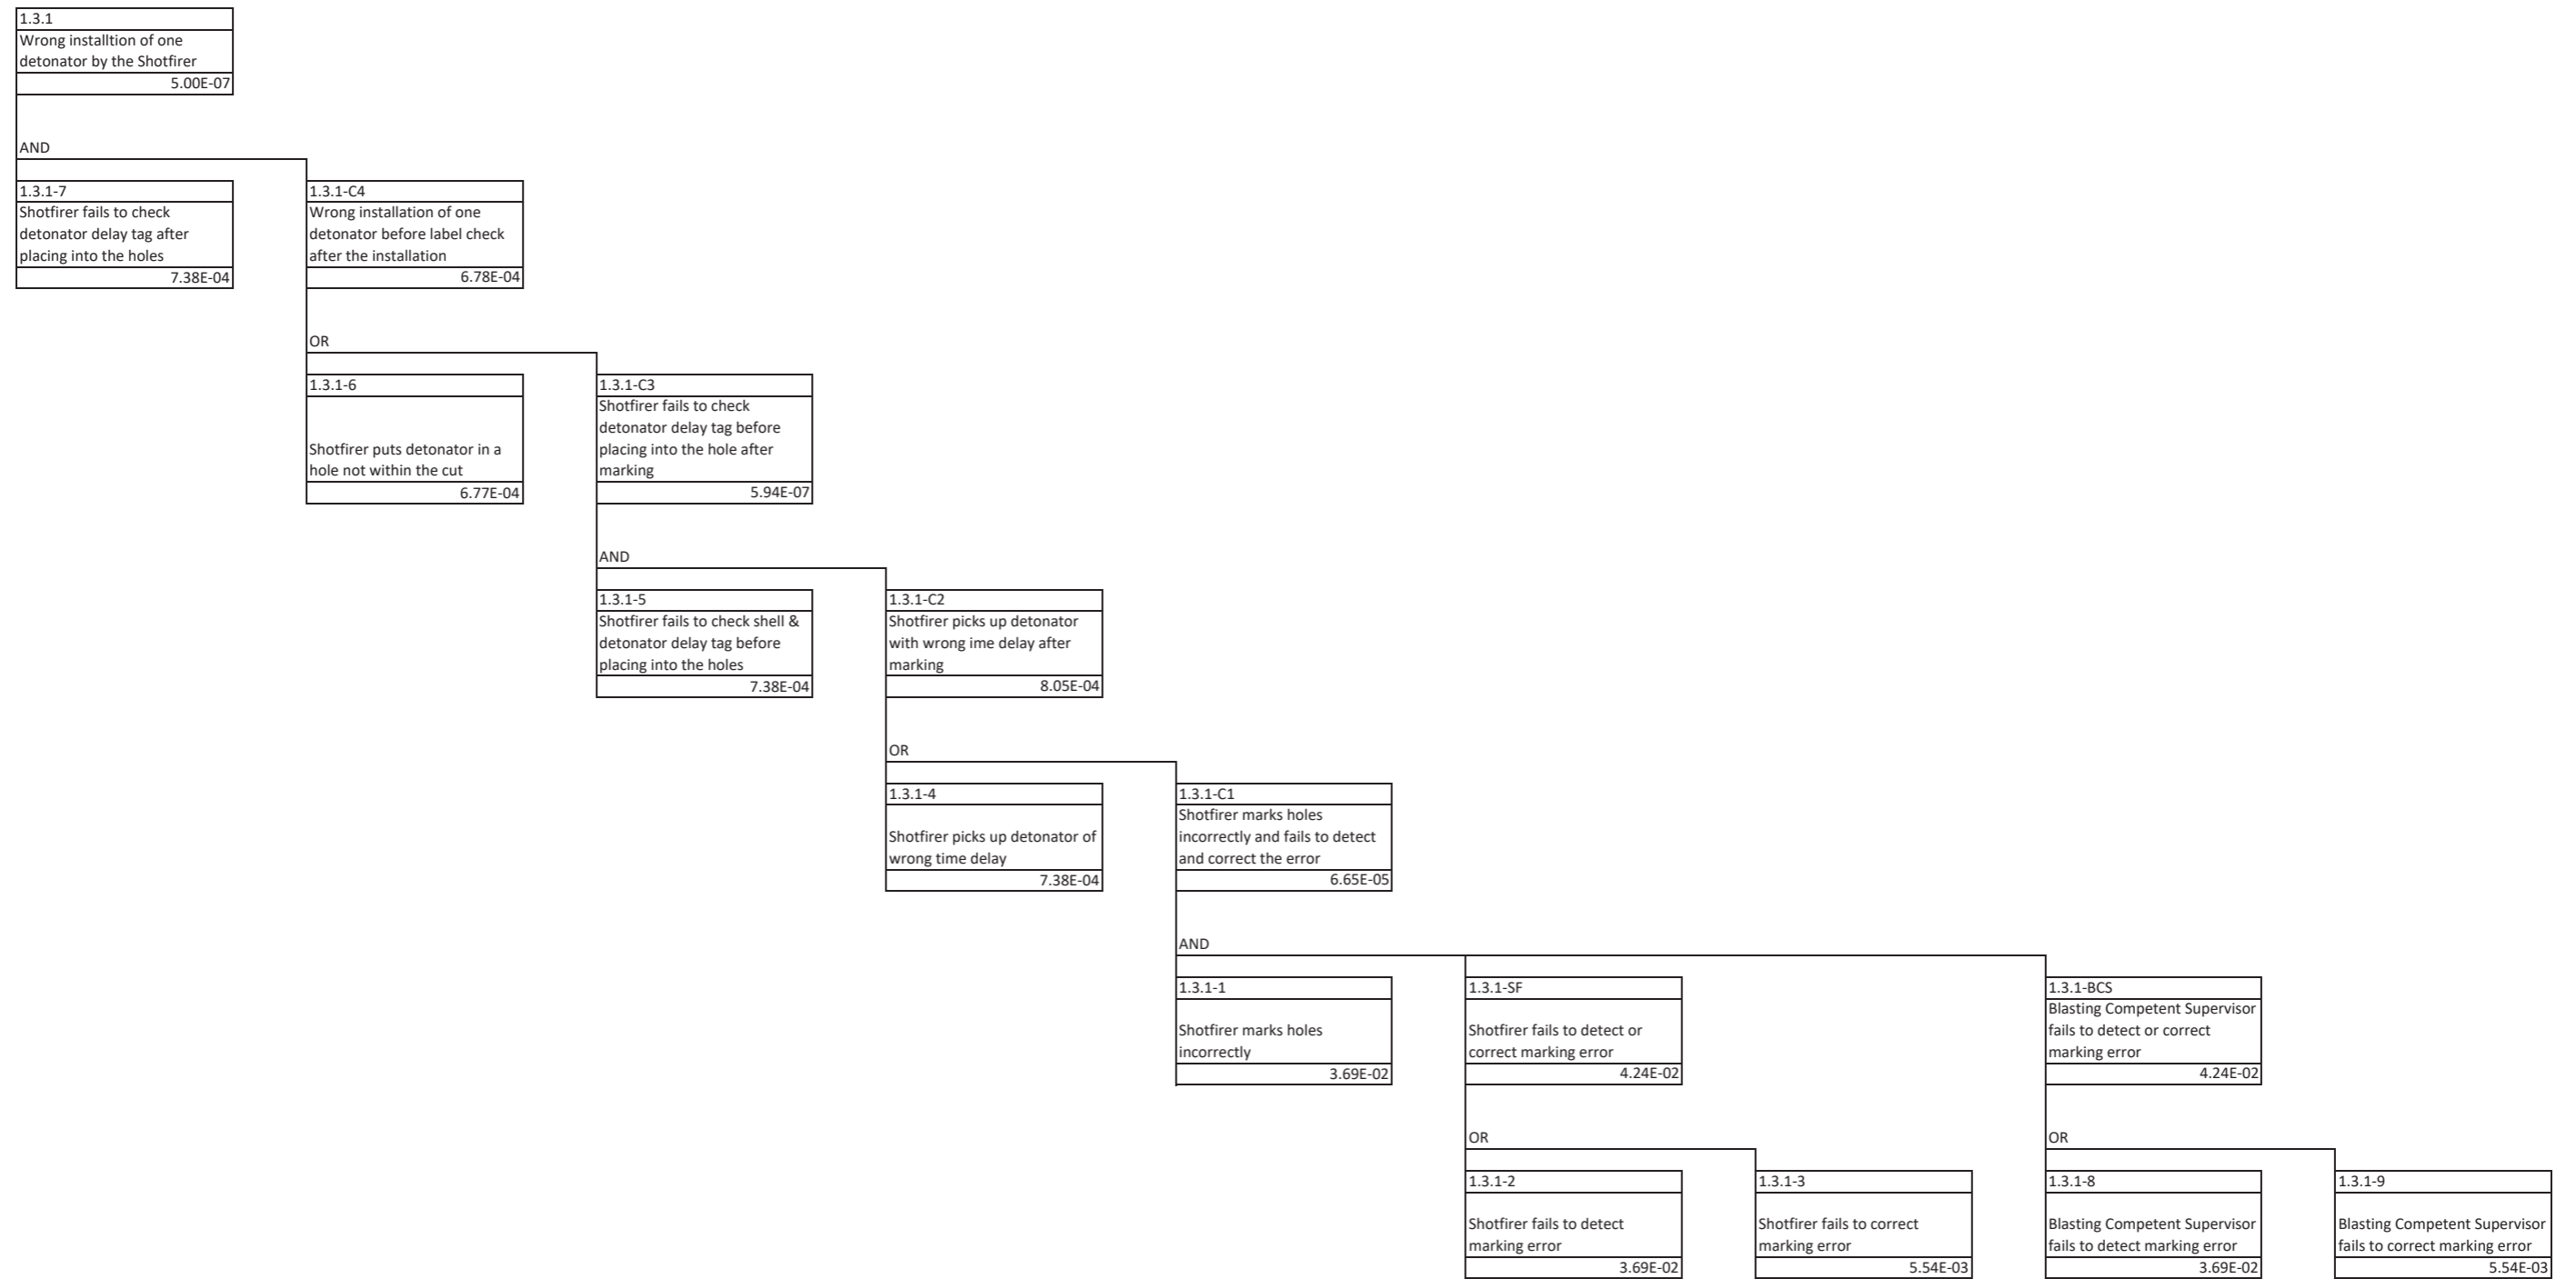 1.3.1
Wrong installtion of one
detonator by the Shotfirer
5.00E-07
AND
1.3.1-7
Shotfirer fails to check
detonator delay tag after
placing into the holes
7.38E-04
1.3.1-C4
Wrong installation of one
detonator before label check
after the installation
6.78E-04
OR
1.3.1-6
Shotfirer puts detonator in a
hole not within the cut
6.77E-04
1.3.1-C3
Shotfirer fails to check
detonator delay tag before
placing into the hole after
marking
5.94E-07
AND
1.3.1-5
Shotfirer fails to check shell &
detonator delay tag before
placing into the holes
7.38E-04
1.3.1-C2
Shotfirer picks up detonator
with wrong ime delay after
marking
8.05E-04
OR
1.3.1-4
Shotfirer picks up detonator of
wrong time delay
7.38E-04
1.3.1-C1
Shotfirer marks holes
incorrectly and fails to detect
and correct the error
6.65E-05
AND
1.3.1-1
Shotfirer marks holes
incorrectly
3.69E-02
1.3.1-SF
Shotfirer fails to detect or
correct marking error
4.24E-02
1.3.1-BCS
Blasting Competent Supervisor
fails to detect or correct
marking error
4.24E-02
OR
1.3.1-2
Shotfirer fails to detect
marking error
3.69E-02
1.3.1-3
Shotfirer fails to correct
marking error
5.54E-03
OR
1.3.1-8
Blasting Competent Supervisor
fails to detect marking error
3.69E-02
1.3.1-9
Blasting Competent Supervisor
fails to correct marking error
5.54E-03